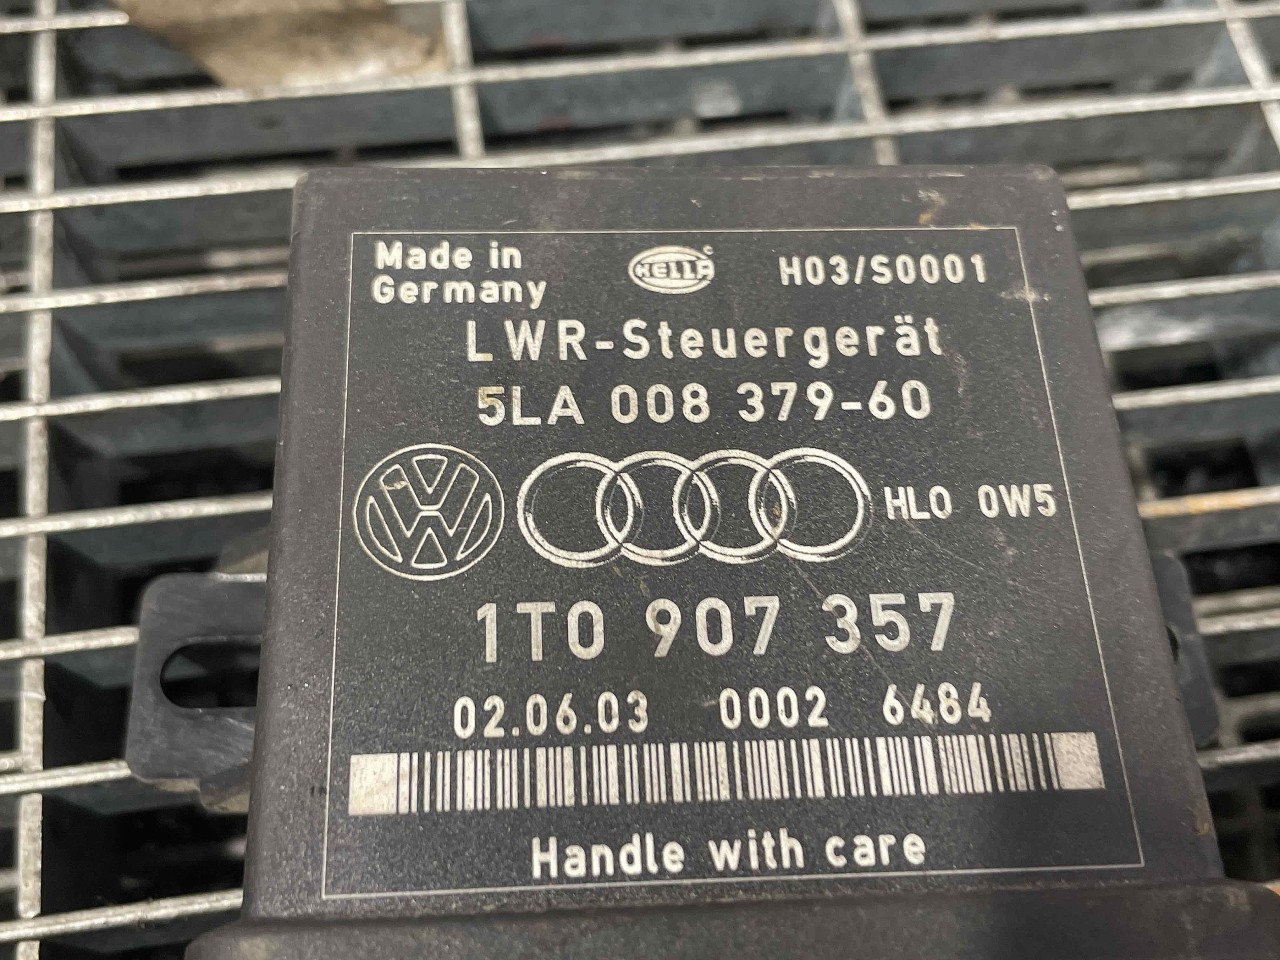 Made in
Germany
HELLA
H03/S0001
LWR-Steuergerät
5LA 008 379-60
HLO 0W5
1T0 907 357
02.06.03 0002 6484
Handle with care